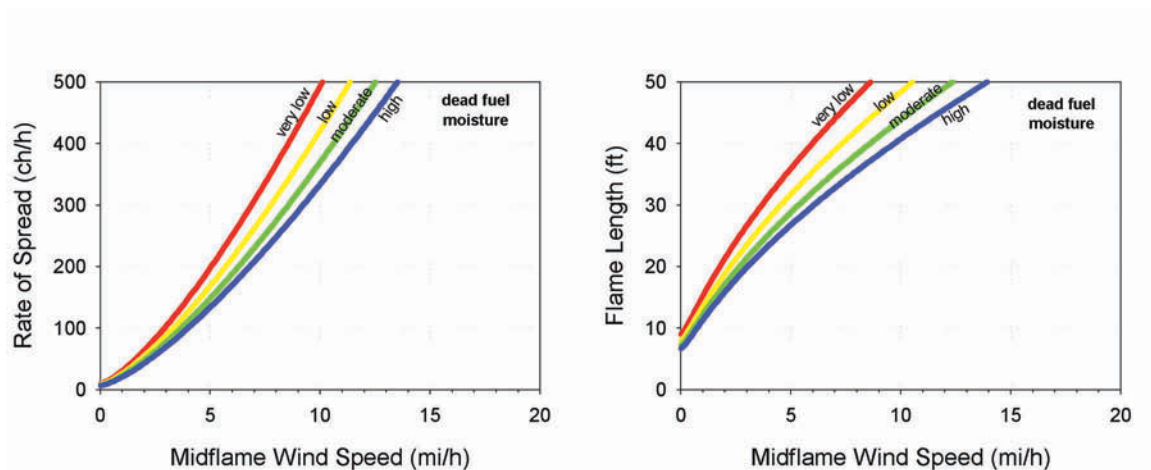 500
400
300
200
100
0
Rate of Spread (ch/h)
very low
low
moderate
high
dead fuel
moisture
0 5 10 15 20
Midflame Wind Speed (mi/h)
50
40
30
20
10
0
Flame Length (ft)
very low
low
moderate
high
dead fuel
moisture
0 5 10 15 20
Midflame Wind Speed (mi/h)